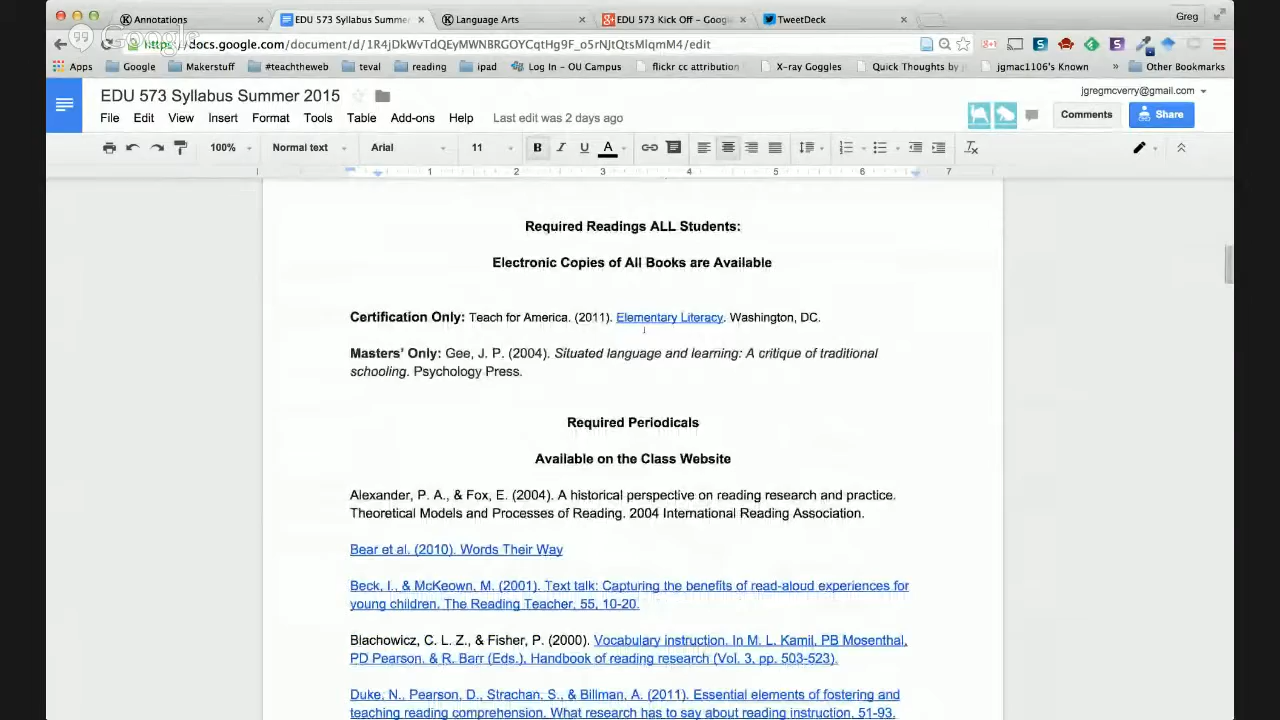 Annotations
EDU 573 Syllabus Summer
Language Arts
EDU 573 Kick Off - Goog
TweetDeck
Greg
Google
https://docs.google.com/document/d/1R4jDkWvTdQEyMWNBRGOYCqtHg9F_o5rNJtQtsMlqmM4/edit
Apps Google Makerstuff #teachtheweb teval reading ipad Log In - OU Campus flickr cc attribution X-ray Goggles Quick Thoughts by jgmac1106's Known » Other Bookmarks
EDU 573 Syllabus Summer 2015
jgregmcverry@gmail.com
File Edit View Insert Format Tools Table Add-ons Help Last edit was 2 days ago
Comments Share
100% Normal text Arial 11 B I U A
1 2 3 4 5 6 7
Required Readings ALL Students:
Electronic Copies of All Books are Available
Certification Only: Teach for America. (2011). Elementary Literacy. Washington, DC.
Masters' Only: Gee, J. P. (2004). Situated language and learning: A critique of traditional
schooling. Psychology Press.
Required Periodicals
Available on the Class Website
Alexander, P. A., & Fox, E. (2004). A historical perspective on reading research and practice.
Theoretical Models and Processes of Reading. 2004 International Reading Association.
Bear et al. (2010). Words Their Way
Beck, I., & McKeown, M. (2001). Text talk: Capturing the benefits of read-aloud experiences for
young children. The Reading Teacher, 55, 10-20.
Blachowicz, C. L. Z., & Fisher, P. (2000). Vocabulary instruction. In M. L. Kamil, PB Mosenthal,
PD Pearson, & R. Barr (Eds.), Handbook of reading research (Vol. 3, pp. 503-523).
Duke, N., Pearson, D., Strachan, S., & Billman, A. (2011). Essential elements of fostering and
teaching reading comprehension. What research has to say about reading instruction, 51-93.